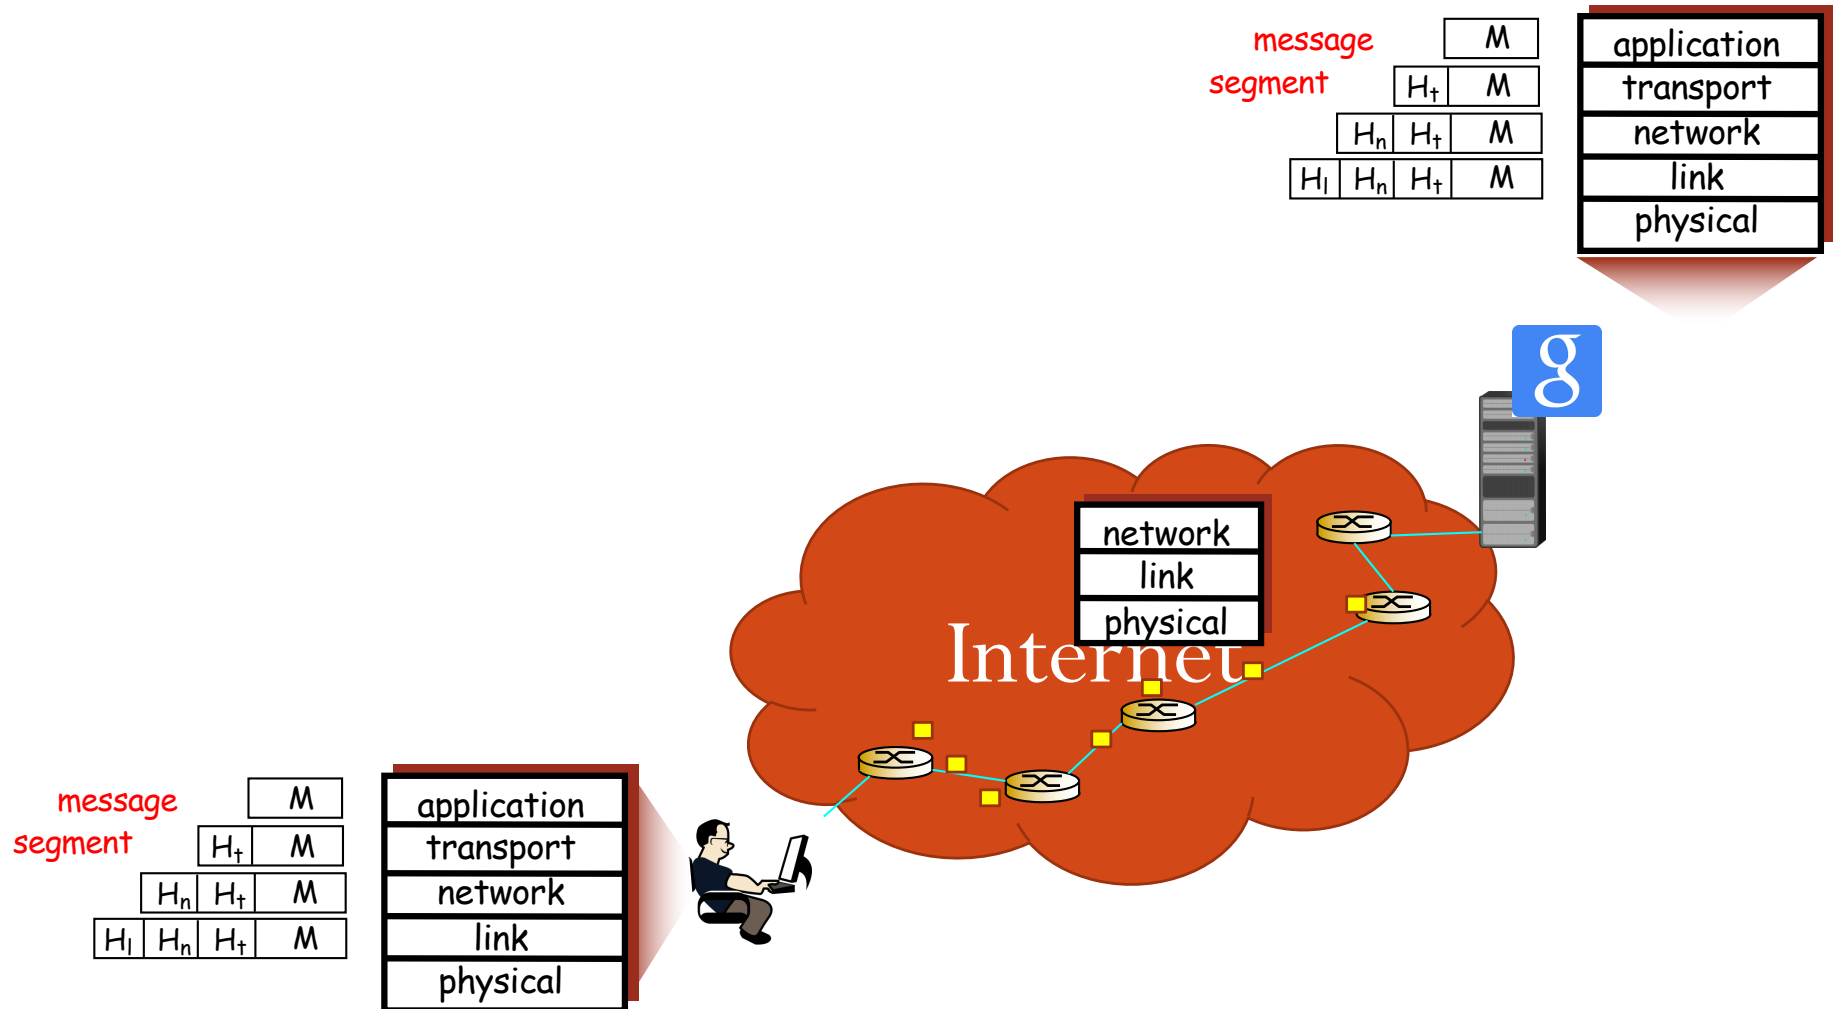 message M application
segment Ht M transport
Hn Ht M network
Hl Hn Ht M link
physical
g
network
link
physical
Internet
message M application
segment Ht M transport
Hn Ht M network
Hl Hn Ht M link
physical